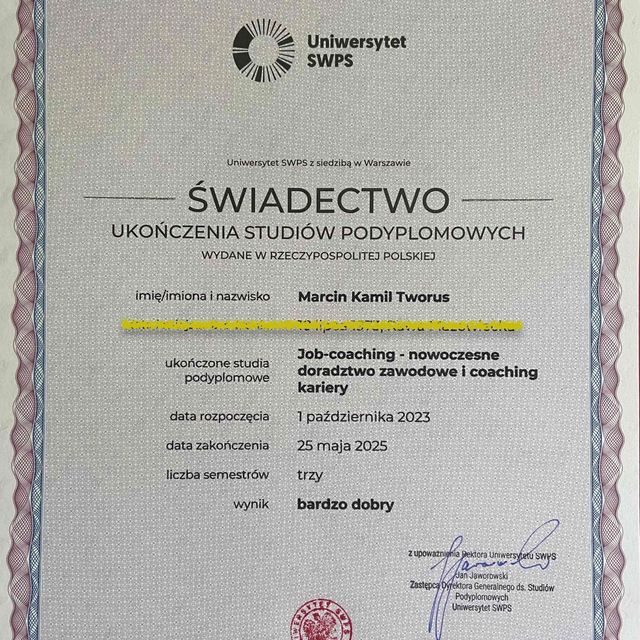 Uniwersytet
SWPS
Uniwersytet SWPS z siedzibą w Warszawie
ŚWIADECTWO
UKOŃCZENIA STUDIÓW PODYPLOMOWYCH
WYDANE W RZECZYPOSPOLITEJ POLSKIEJ
imię/imiona i nazwisko Marcin Kamil Tworus
ukończone studia podyplomowe Job-coaching - nowoczesne
doradztwo zawodowe i coaching
kariery
data rozpoczęcia 1 października 2023
data zakończenia 25 maja 2025
liczba semestrów trzy
wynik bardzo dobry
z upoważnienia Rektora Uniwersytetu SWPS
Jan Jaworowski
Zastępca Dyrektora Generalnego ds. Studiów
Podyplomowych
Uniwersytet SWPS
UNIWERSYTET SWPS